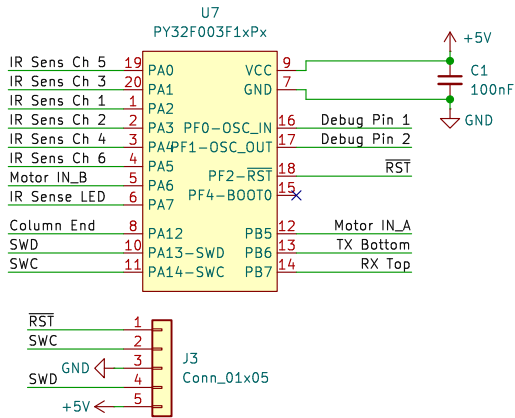 U7
PY32F003F1xPx
+5V
IR Sens Ch 5 19 PA0 VCC 9
C1
IR Sens Ch 3 20 PA1 GND 7
100nF
IR Sens Ch 1 1 PA2
GND
IR Sens Ch 2 2 PA3 PF0-OSC_IN 16 Debug Pin 1
IR Sens Ch 4 3 PA4 PF1-OSC_OUT 17 Debug Pin 2
IR Sens Ch 6 4 PA5 PF2-RST 18 RST
Motor IN_B 5 PA6 PF4-BOOT0 15
IR Sense LED 6 PA7
Column End 8 PA12 PB5 12 Motor IN_A
SWD 10 PA13-SWD PB6 13 TX Bottom
SWC 11 PA14-SWC PB7 14 RX Top
RST 1
SWC 2
GND 3
J3
SWD 4
Conn_01x05
+5V 5